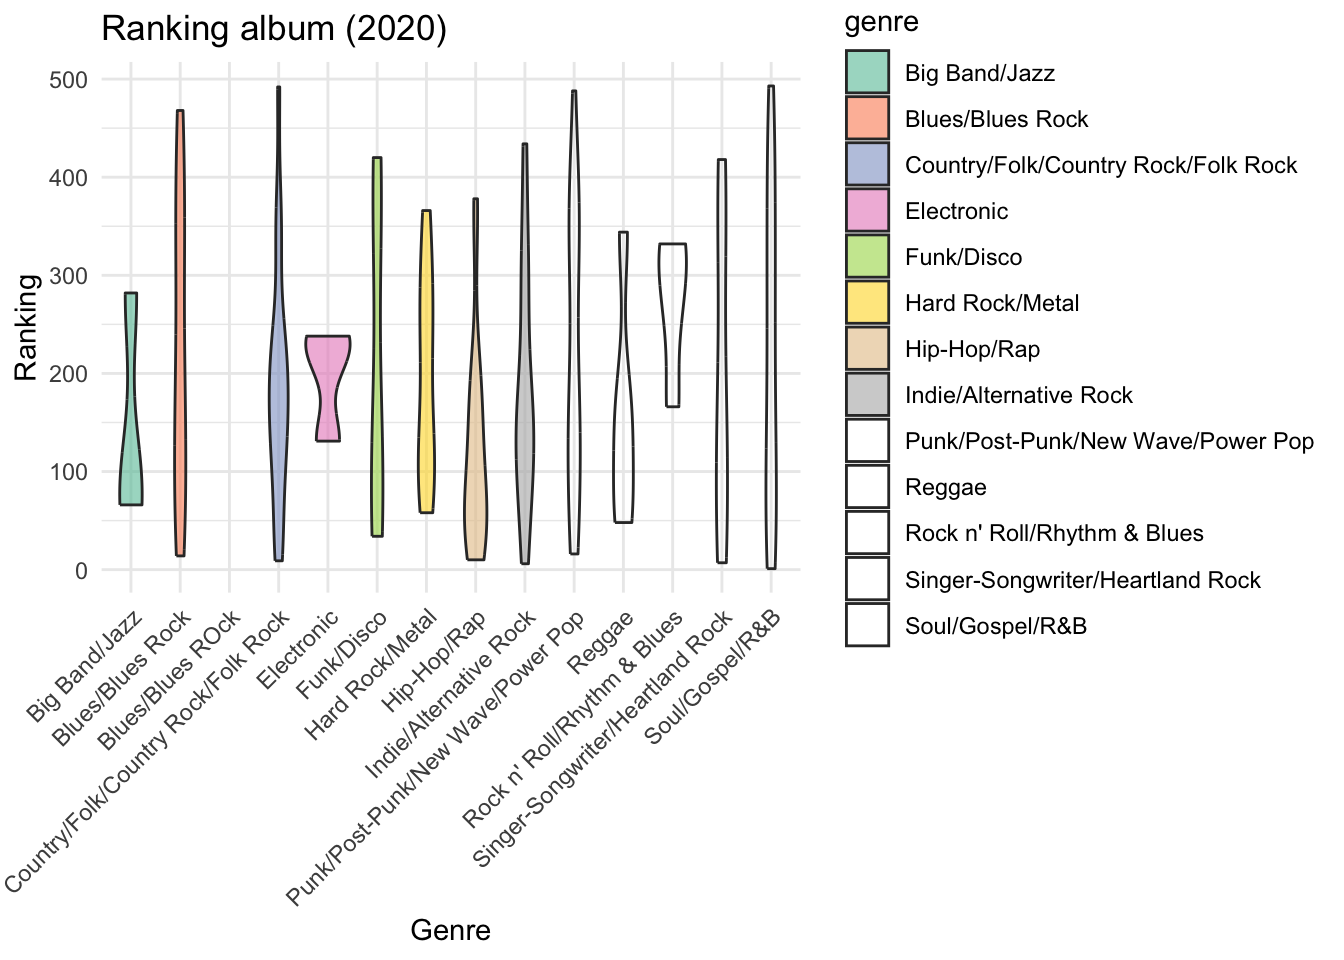 Ranking album (2020)
Ranking
500
400
300
200
100
0
Big Band/Jazz
Blues/Blues Rock
Blues/Blues ROck
Country/Folk/Country Rock/Folk Rock
Electronic
Funk/Disco
Hard Rock/Metal
Hip-Hop/Rap
Indie/Alternative Rock
Punk/Post-Punk/New Wave/Power Pop
Reggae
Rock n' Roll/Rhythm & Blues
Singer-Songwriter/Heartland Rock
Soul/Gospel/R&B
Genre
genre
Big Band/Jazz
Blues/Blues Rock
Country/Folk/Country Rock/Folk Rock
Electronic
Funk/Disco
Hard Rock/Metal
Hip-Hop/Rap
Indie/Alternative Rock
Punk/Post-Punk/New Wave/Power Pop
Reggae
Rock n' Roll/Rhythm & Blues
Singer-Songwriter/Heartland Rock
Soul/Gospel/R&B